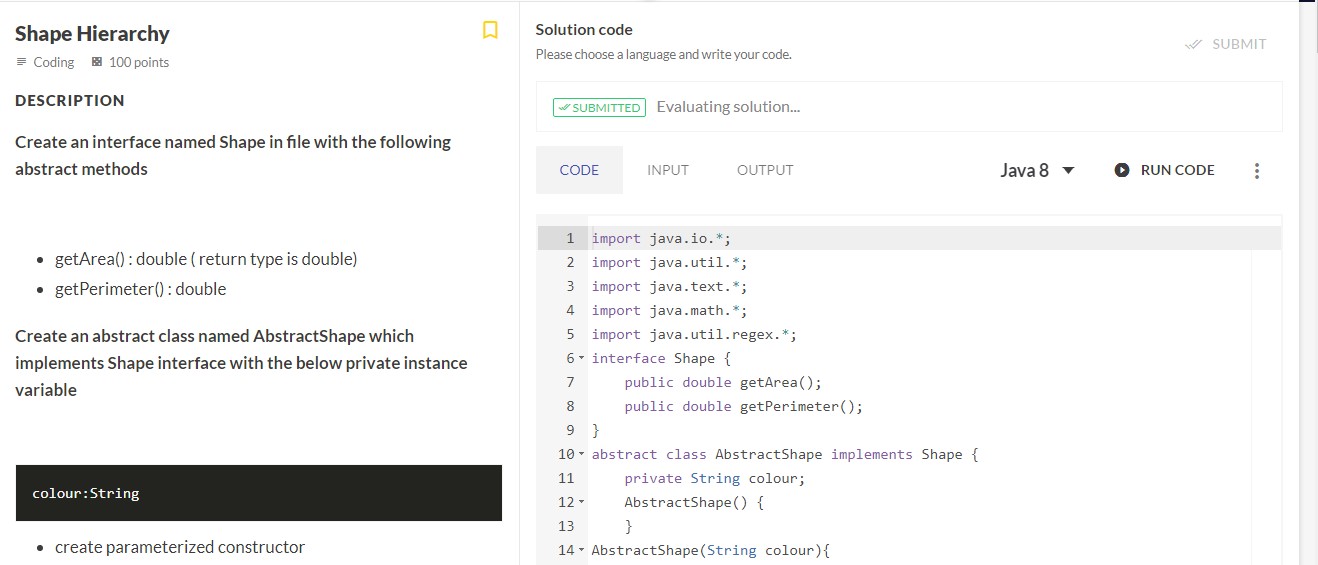 Shape Hierarchy
Coding 100 points
DESCRIPTION
Create an interface named Shape in file with the following
abstract methods
• getArea() : double ( return type is double)
• getPerimeter() : double
Create an abstract class named AbstractShape which
implements Shape interface with the below private instance
variable
colour:String
• create parameterized constructor
Solution code
Please choose a language and write your code.
SUBMIT
SUBMITTED Evaluating solution...
CODE INPUT OUTPUT Java 8 RUN CODE
1 import java.io.*;
2 import java.util.*;
3 import java.text.*;
4 import java.math.*;
5 import java.util.regex.*;
6 interface Shape {
7     public double getArea();
8     public double getPerimeter();
9 }
10 abstract class AbstractShape implements Shape {
11     private String colour;
12     AbstractShape() {
13     }
14 AbstractShape(String colour){